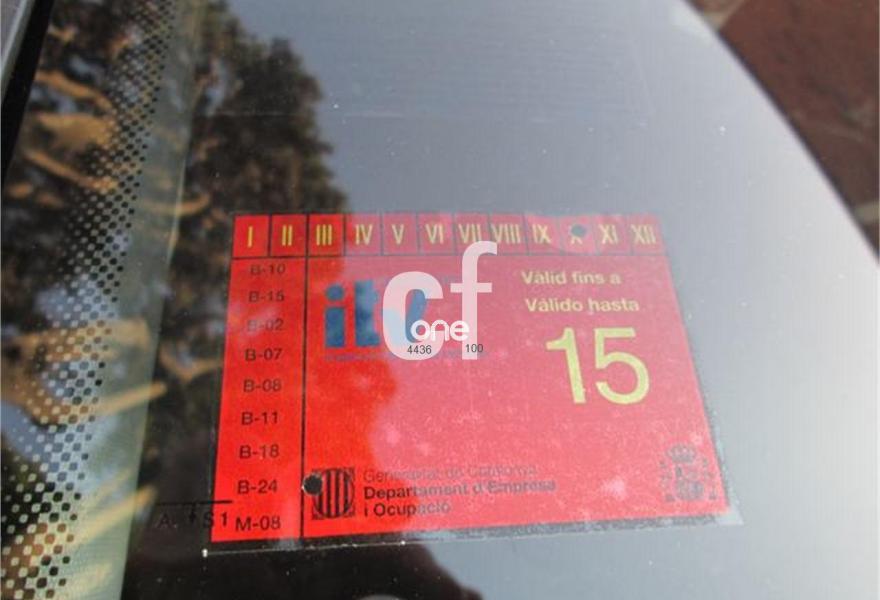 I II III IV V VI VII VIII IX X XI XII
B-10
B-15
B-02
B-07
B-08
B-11
B-18
B-24
M-08
itv
Vàlid fins a
Válido hasta
15
cf
one
4436 100
Generalitat de Catalunya
Departament d'Empresa
i Ocupació